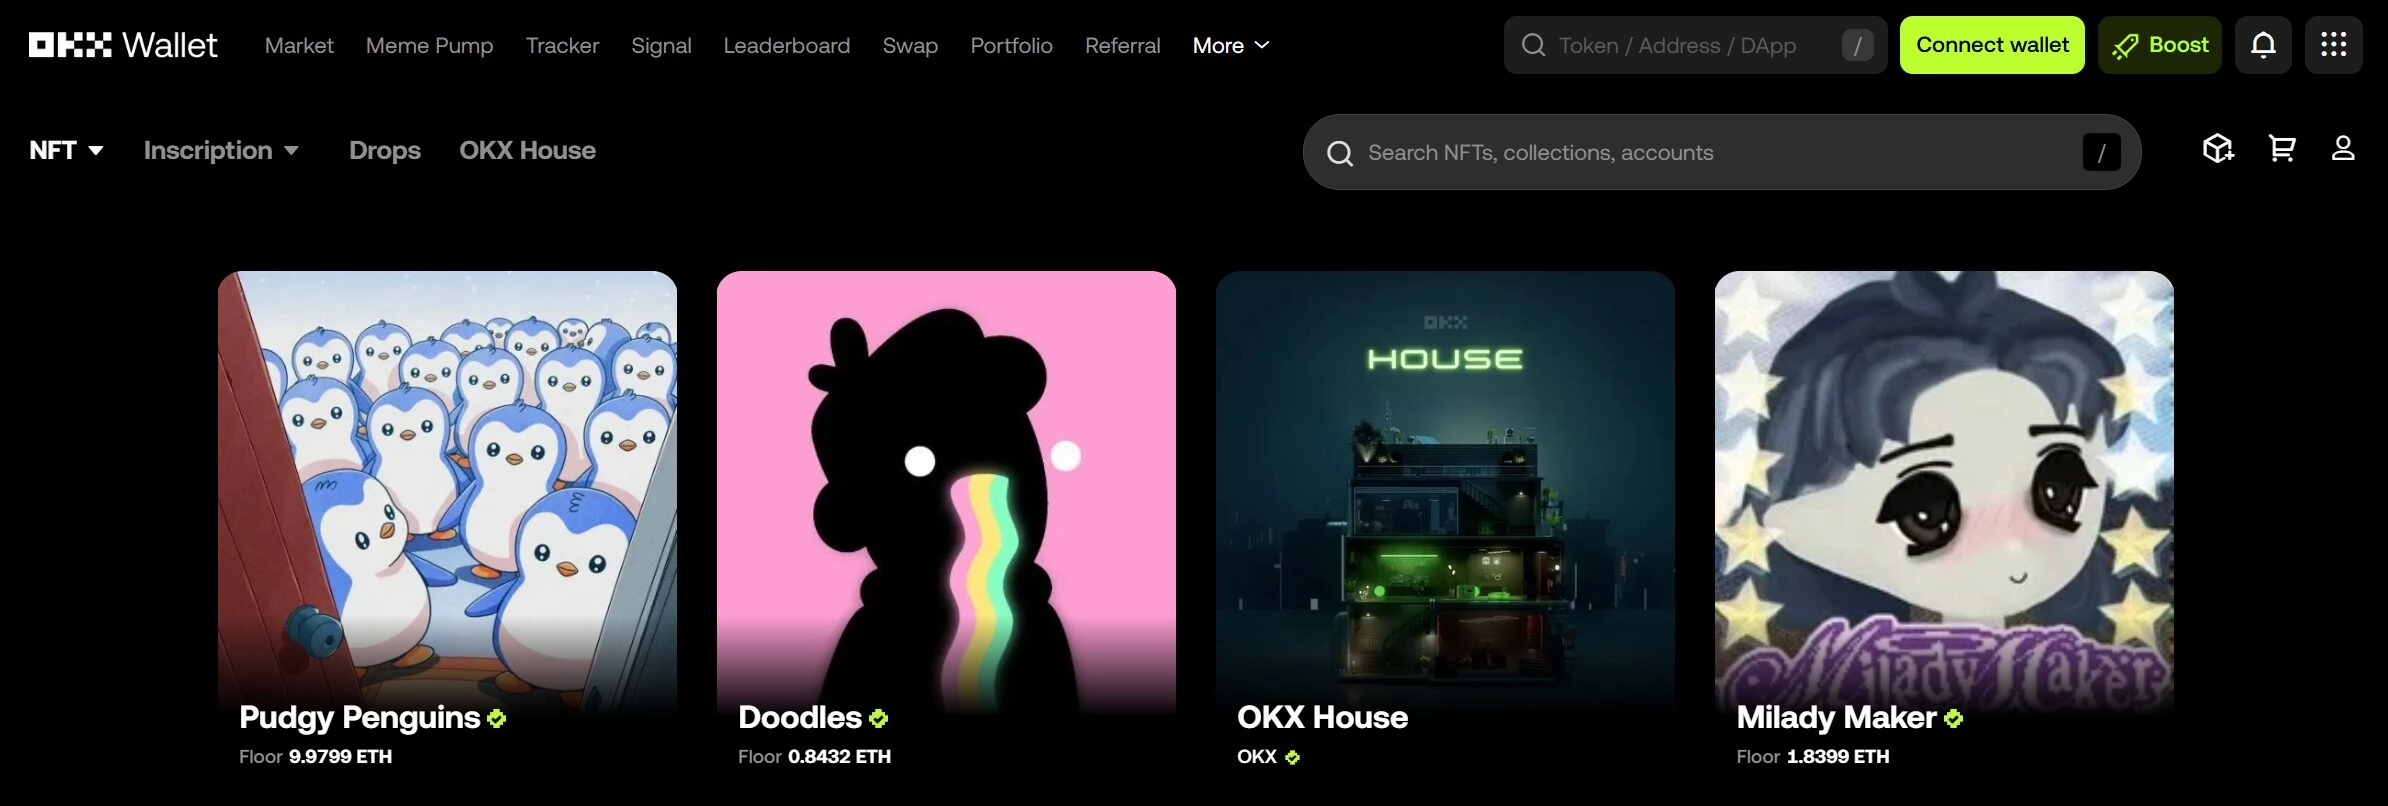 OKX Wallet Market Meme Pump Tracker Signal Leaderboard Swap Portfolio Referral More Token / Address / DApp / Connect wallet Boost
NFT Inscription Drops OKX House Search NFTs, collections, accounts /
OKX
HOUSE
Milady Maker
Pudgy Penguins Doodles OKX House Milady Maker
Floor 9.9799 ETH Floor 0.8432 ETH OKX Floor 1.8399 ETH